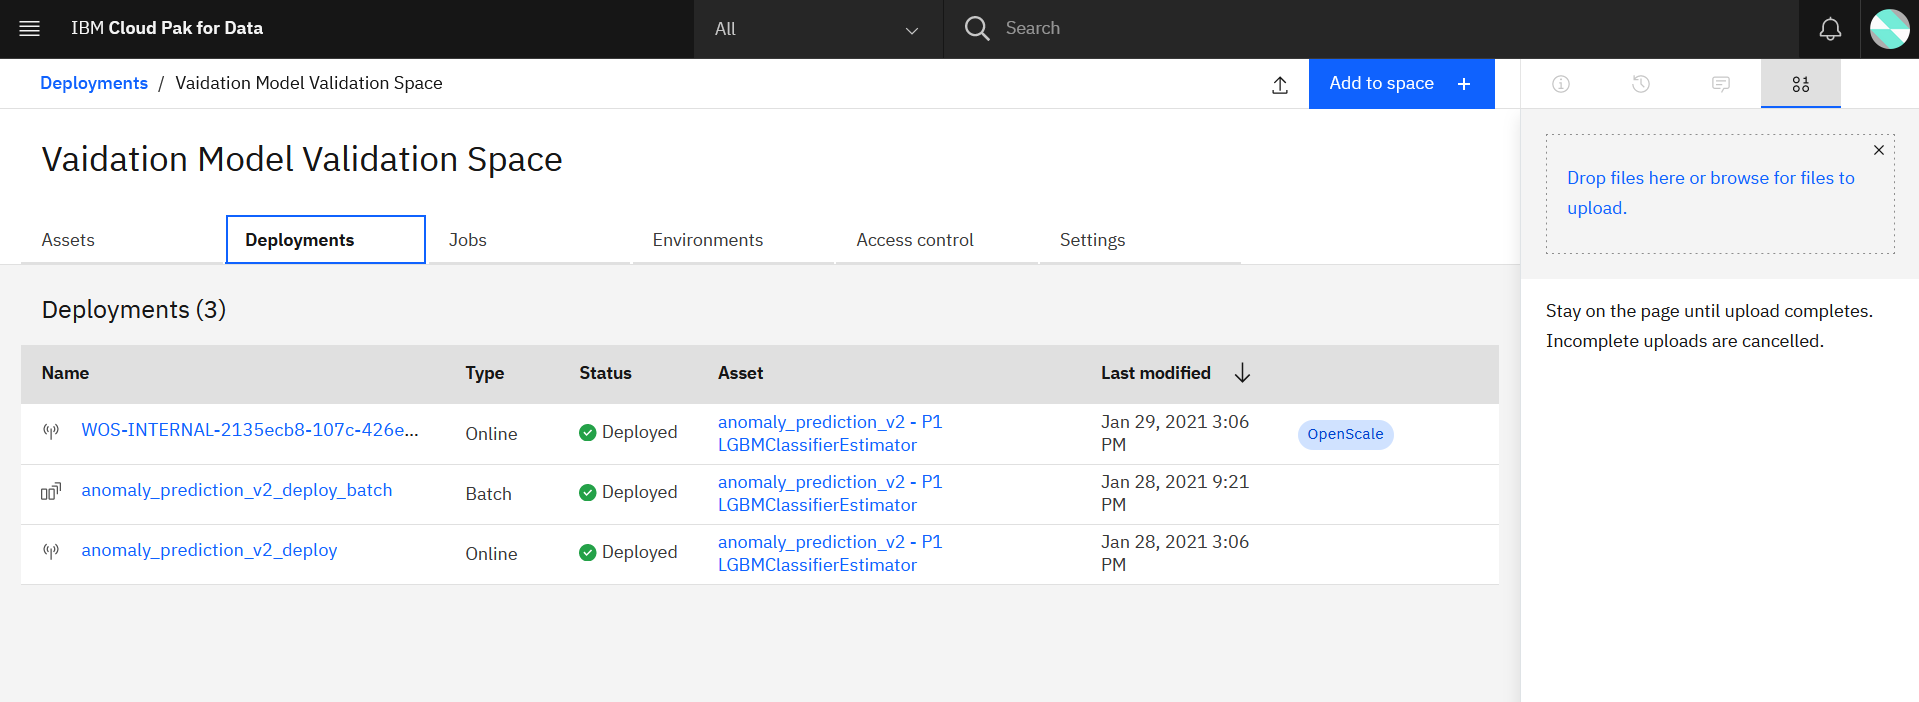 IBM Cloud Pak for Data
All
Search
Deployments / Vaidation Model Validation Space
Add to space +
Vaidation Model Validation Space
Assets
Deployments
Jobs
Environments
Access control
Settings
Deployments (3)
Name Type Status Asset Last modified
WOS-INTERNAL-2135ecb8-107c-426e...
Online
Deployed
anomaly_prediction_v2 - P1
LGBMClassifierEstimator
Jan 29, 2021 3:06
PM
OpenScale
anomaly_prediction_v2_deploy_batch
Batch
Deployed
anomaly_prediction_v2 - P1
LGBMClassifierEstimator
Jan 28, 2021 9:21
PM
anomaly_prediction_v2_deploy
Online
Deployed
anomaly_prediction_v2 - P1
LGBMClassifierEstimator
Jan 28, 2021 3:06
PM
Drop files here or browse for files to
upload.
Stay on the page until upload completes.
Incomplete uploads are cancelled.